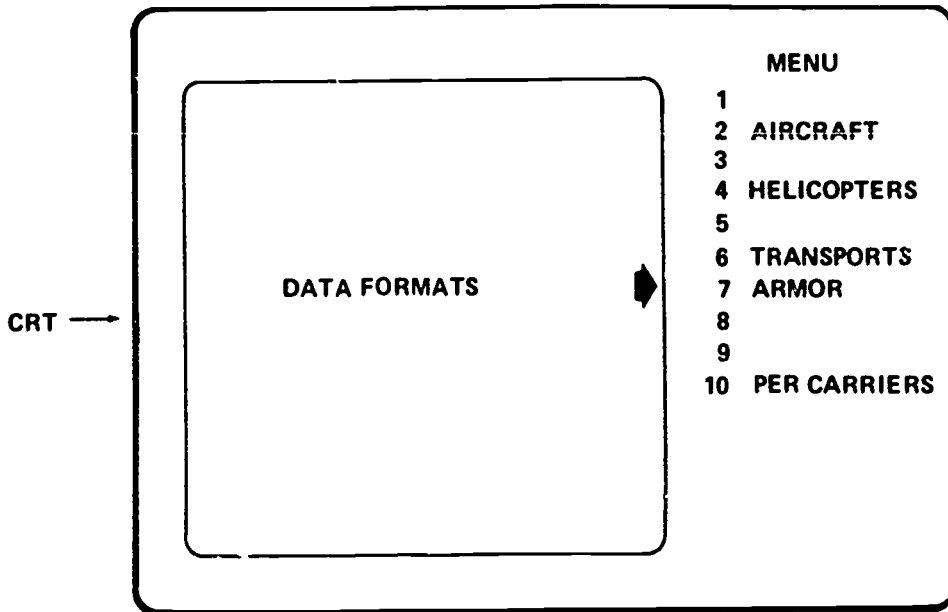 MENU
1
2 AIRCRAFT
3
4 HELICOPTERS
5
6 TRANSPORTS
7 ARMOR
8
9
10 PER CARRIERS
DATA FORMATS
CRT